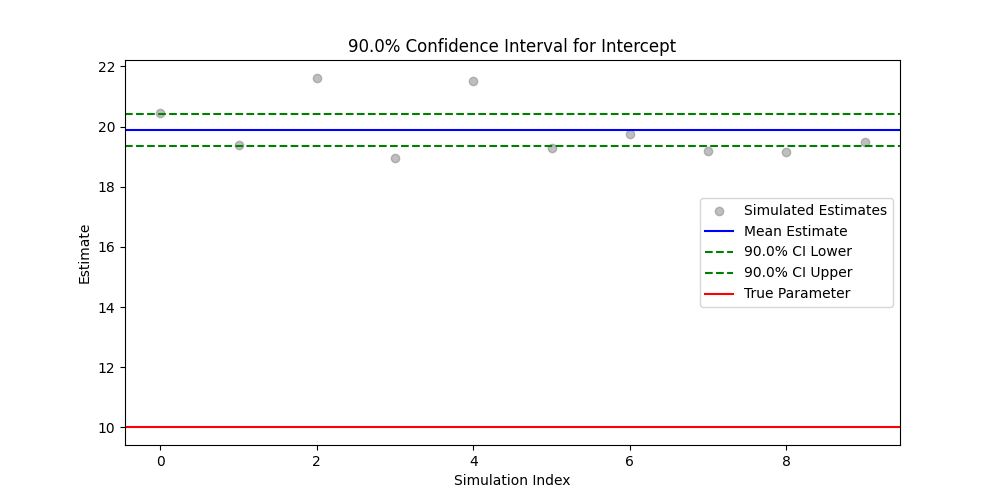 90.0% Confidence Interval for Intercept
22
20
18
16
14
12
10
Estimate
Simulated Estimates
Mean Estimate
90.0% CI Lower
90.0% CI Upper
True Parameter
0 2 4 6 8
Simulation Index